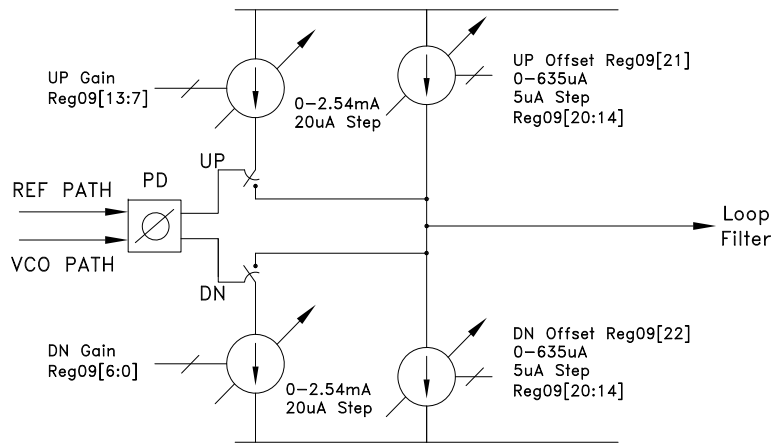 UP Gain
Reg09[13:7]
0-2.54mA
20uA Step
UP Offset Reg09[21]
0-635uA
5uA Step
Reg09[20:14]
UP
PD
REF PATH
VCO PATH
Loop
Filter
DN
DN Gain
Reg09[6:0]
0-2.54mA
20uA Step
DN Offset Reg09[22]
0-635uA
5uA Step
Reg09[20:14]